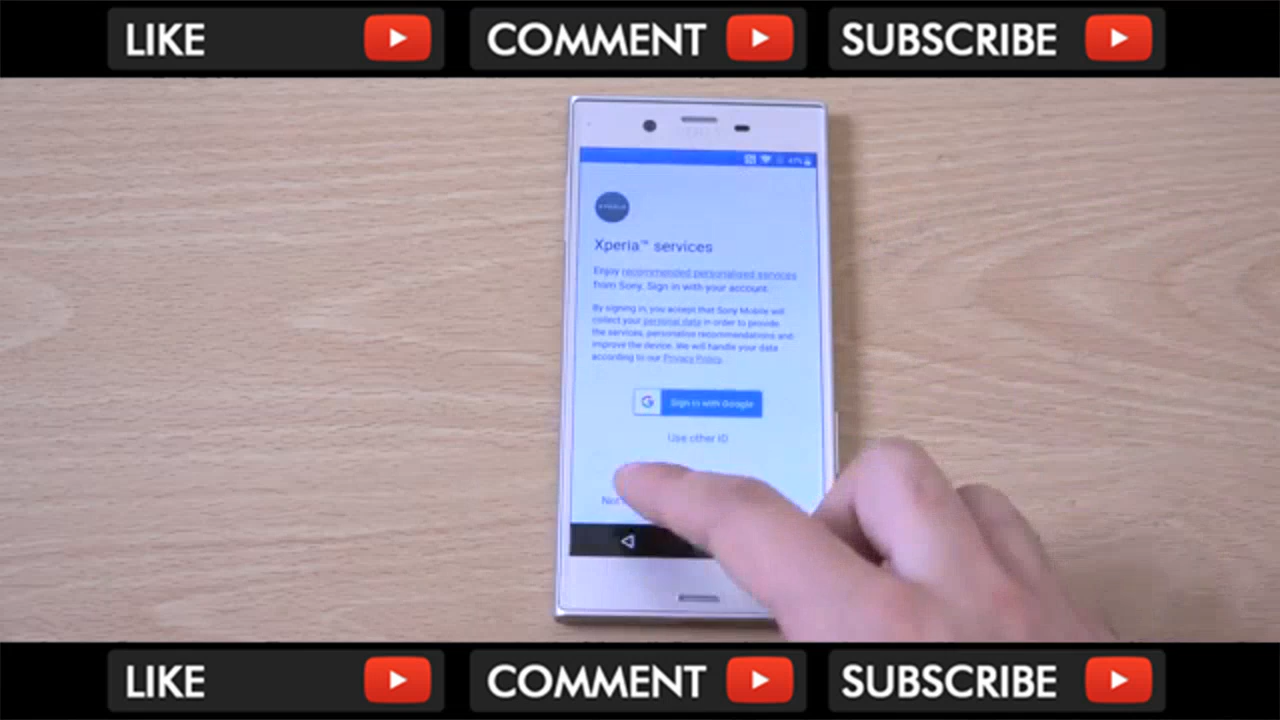 LIKE COMMENT SUBSCRIBE
XPERIA
Xperia™ services
Enjoy recommended personalised services
from Sony. Sign in with your account.
By signing in, you accept that Sony Mobile will
collect your personal data in order to provide
the services, personalise recommendations and
improve the device. We will handle your data
according to our Privacy Policy.
Sign in with Google
Use other ID
LIKE COMMENT SUBSCRIBE